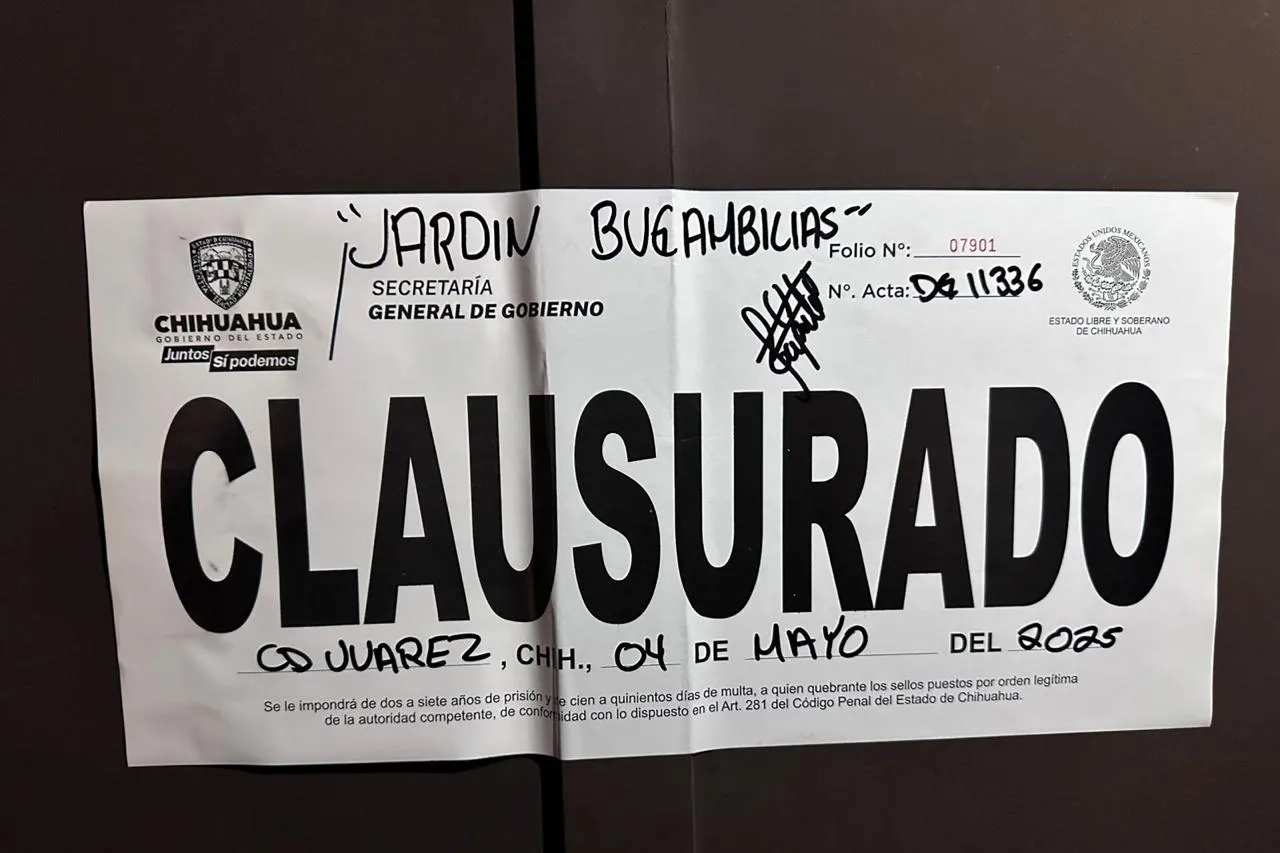 "JARDIN BUGAMBILIAS"
Folio N°: 07901
SECRETARÍA
N°. Acta: DG 11336
GENERAL DE GOBIERNO
CHIHUAHUA
GOBIERNO DEL ESTADO
Juntos Sí podemos
ESTADOS UNIDOS MEXICANOS
ESTADO LIBRE Y SOBERANO
DE CHIHUAHUA
CLAUSURADO
CD JUAREZ, CHIH., 04 DE MAYO DEL 2025
Se le impondrá de dos a siete años de prisión y de cien a quinientos días de multa, a quien quebrante los sellos puestos por orden legítima
de la autoridad competente, de conformidad con lo dispuesto en el Art. 281 del Código Penal del Estado de Chihuahua.